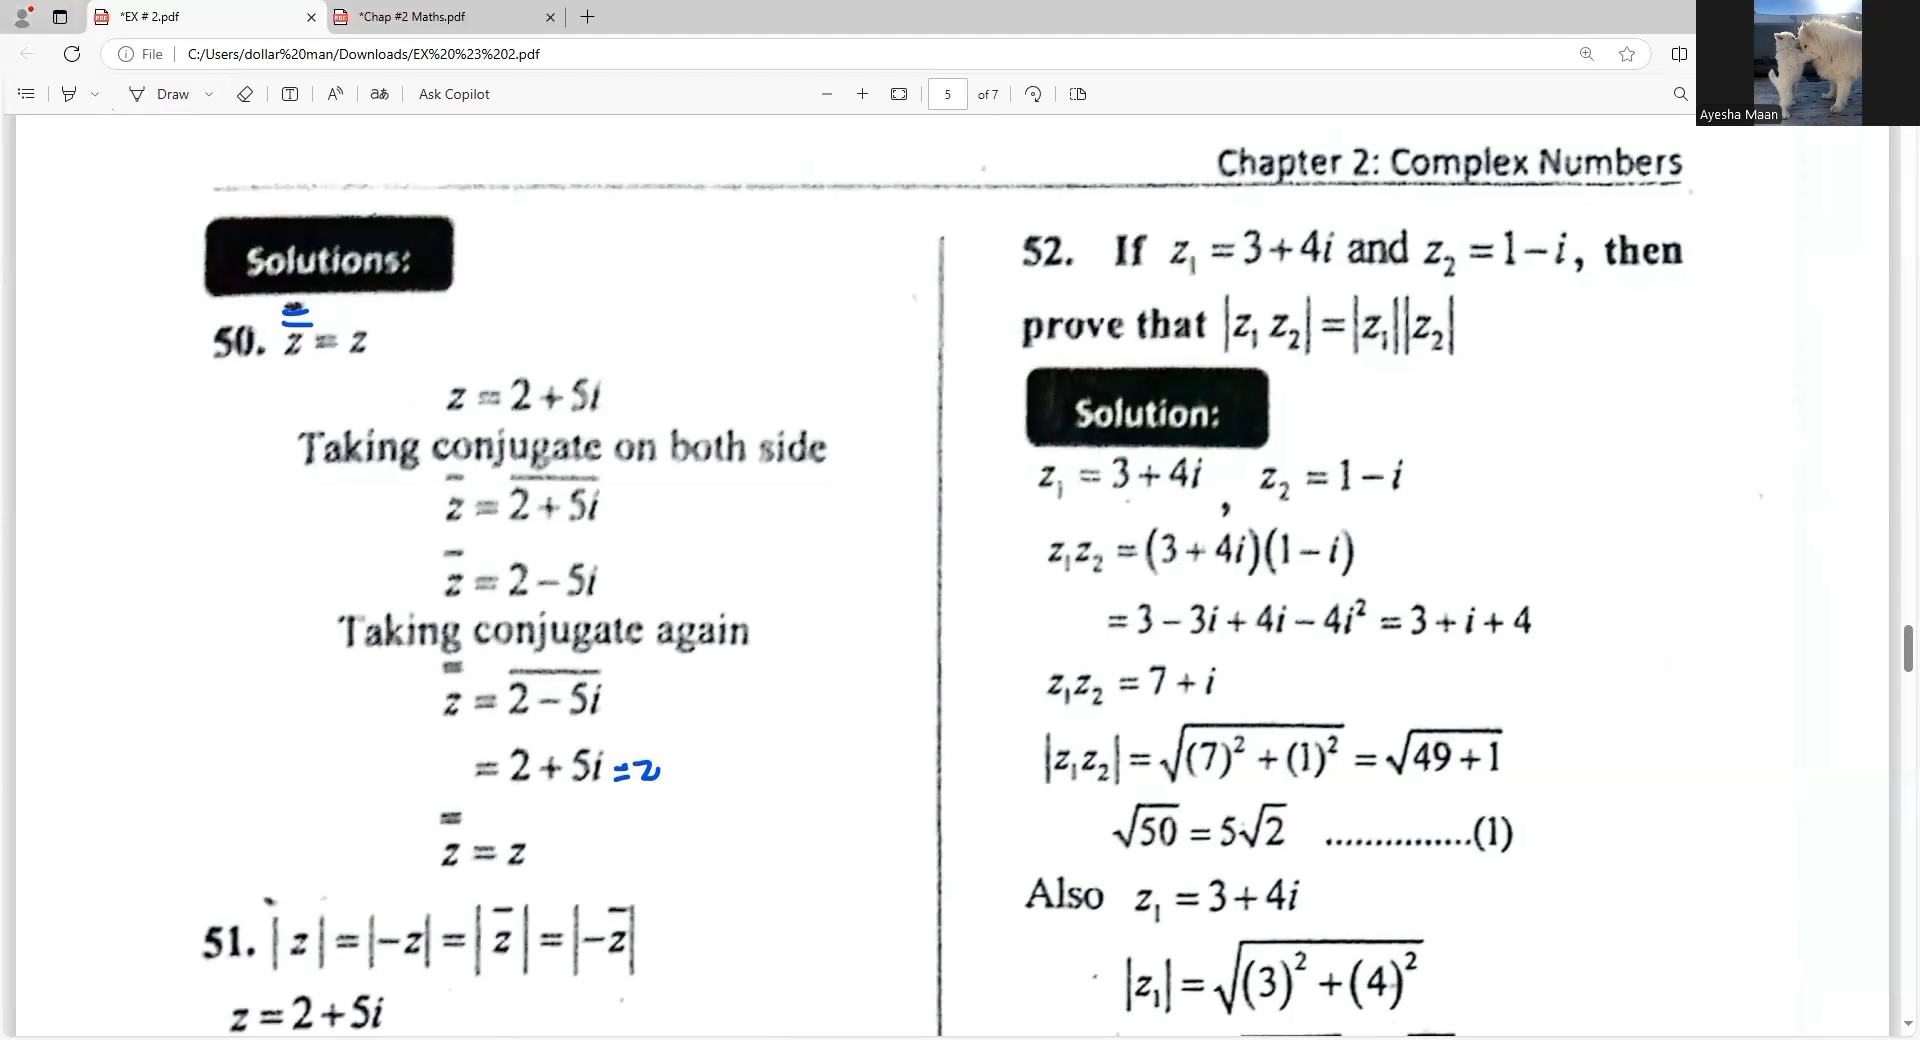 *EX # 2.pdf
*Chap #2 Maths.pdf
File C:/Users/dollar%20man/Downloads/EX%20%23%202.pdf
Draw
Ask Copilot
5 of 7
Ayesha Maan
Chapter 2: Complex Numbers
Solutions:
50. z̿ = z
z = 2 + 5i
Taking conjugate on both side
z̅ = \overline{2 + 5i}
z̅ = 2 − 5i
Taking conjugate again
z̿ = \overline{2 − 5i}
= 2 + 5i = z
z̿ = z
51. |z| = |−z| = |z̅| = |−z̅|
z = 2 + 5i
52. If z₁ = 3 + 4i and z₂ = 1 − i, then
prove that |z₁ z₂| = |z₁||z₂|
Solution:
z₁ = 3 + 4i , z₂ = 1 − i
z₁z₂ = (3 + 4i)(1 − i)
= 3 − 3i + 4i − 4i² = 3 + i + 4
z₁z₂ = 7 + i
|z₁z₂| = √((7)² + (1)²) = √(49 + 1)
√50 = 5√2 ...............(1)
Also z₁ = 3 + 4i
|z₁| = √((3)² + (4)²)